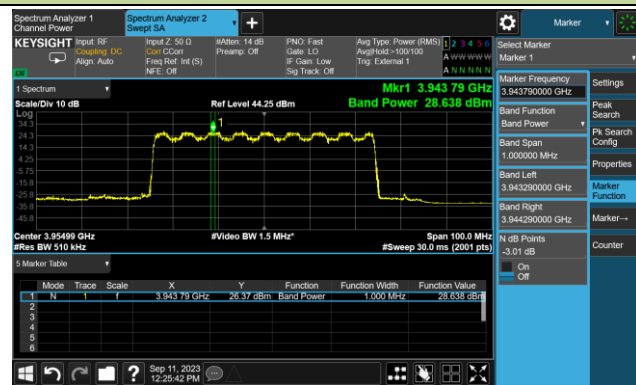 Spectrum Analyzer 1
Channel Power
Spectrum Analyzer 2
Swept SA
+
Marker
KEYSIGHT
Input: RF
Coupling: DC
Align: Auto
Input Z: 50 Ω
Corr CCorr
Freq Ref: Int (S)
NFE: Off
#Atten: 14 dB
Preamp: Off
PNO: Fast
Gate: LO
IF Gain: Low
Sig Track: Off
Avg Type: Power (RMS)
Avg|Hold:>100/100
Trig: External 1
1 2 3 4 5 6
A W W W W W
A N N N N N
LXI
Select Marker
Marker 1
1 Spectrum
Scale/Div 10 dB
Ref Level 44.25 dBm
Mkr1 3.943 79 GHz
Band Power 28.638 dBm
Log
34.3
24.3
14.3
4.25
-5.75
-15.8
-25.8
-35.8
-45.8
1
Center 3.95499 GHz
#Res BW 510 kHz
#Video BW 1.5 MHz*
Span 100.0 MHz
#Sweep 30.0 ms (2001 pts)
Marker Frequency
3.943790000 GHz
Band Function
Band Power
Band Span
1.000000 MHz
Band Left
3.943290000 GHz
Band Right
3.944290000 GHz
N dB Points
-3.01 dB
On
Off
Settings
Peak
Search
Pk Search
Config
Properties
Marker
Function
Marker→
Counter
5 Marker Table
Mode Trace Scale X Y Function Function Width Function Value
1 N 1 f 3.943 79 GHz 26.37 dBm Band Power 1.000 MHz 28.638 dBm
2
3
4
5
6
?
Sep 11, 2023
12:25:42 PM